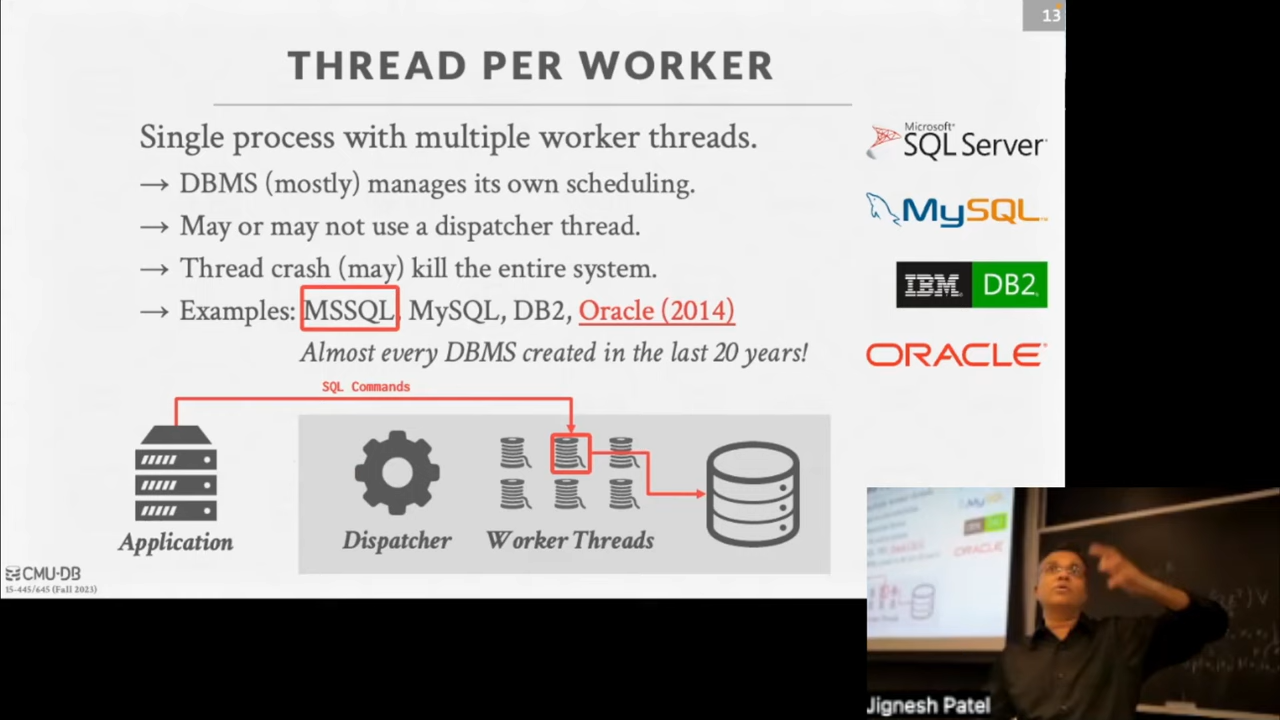 13
THREAD PER WORKER
Single process with multiple worker threads.
→ DBMS (mostly) manages its own scheduling.
→ May or may not use a dispatcher thread.
→ Thread crash (may) kill the entire system.
→ Examples: MSSQL, MySQL, DB2, Oracle (2014)
Almost every DBMS created in the last 20 years!
Microsoft®
SQL Server®
MySQL™
IBM® DB2®
ORACLE®
SQL Commands
Application
Dispatcher
Worker Threads
CMU·DB
15-445/645 (Fall 2023)
MySQL
ORACLE
Jignesh Patel